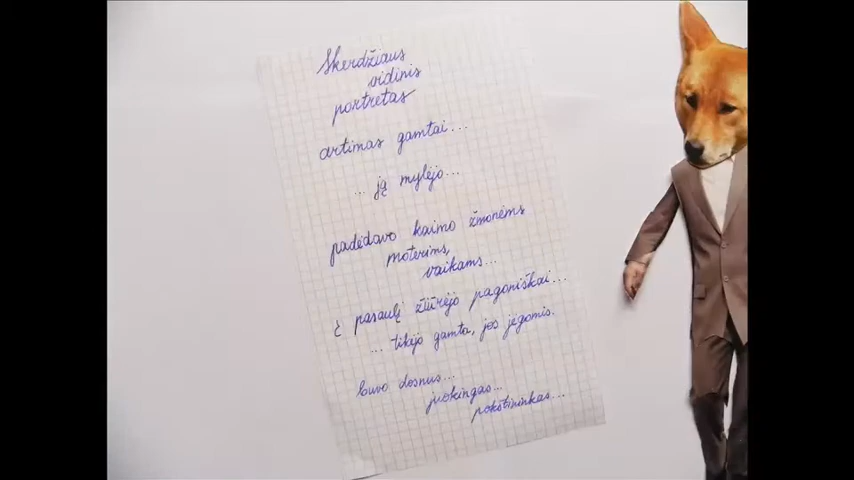 Skerdžiaus
vidinis
portretas
artimas gamtai...
... ją mylėjo...
padėdavo kaimo žmonėms
moterims,
vaikams...
Į pasaulį žiūrėjo pagoniškai...
... tikėjo gamta, jos jėgomis.
buvo dosnus...
juokingas...
pokštininkas...